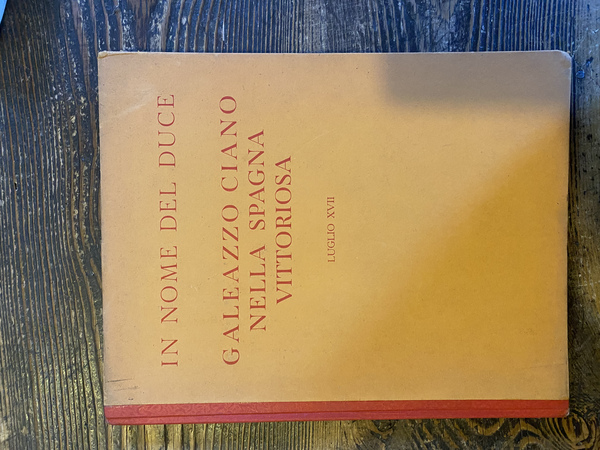 IN NOME DEL DUCE
GALEAZZO CIANO
NELLA SPAGNA
VITTORIOSA
LUGLIO XVII